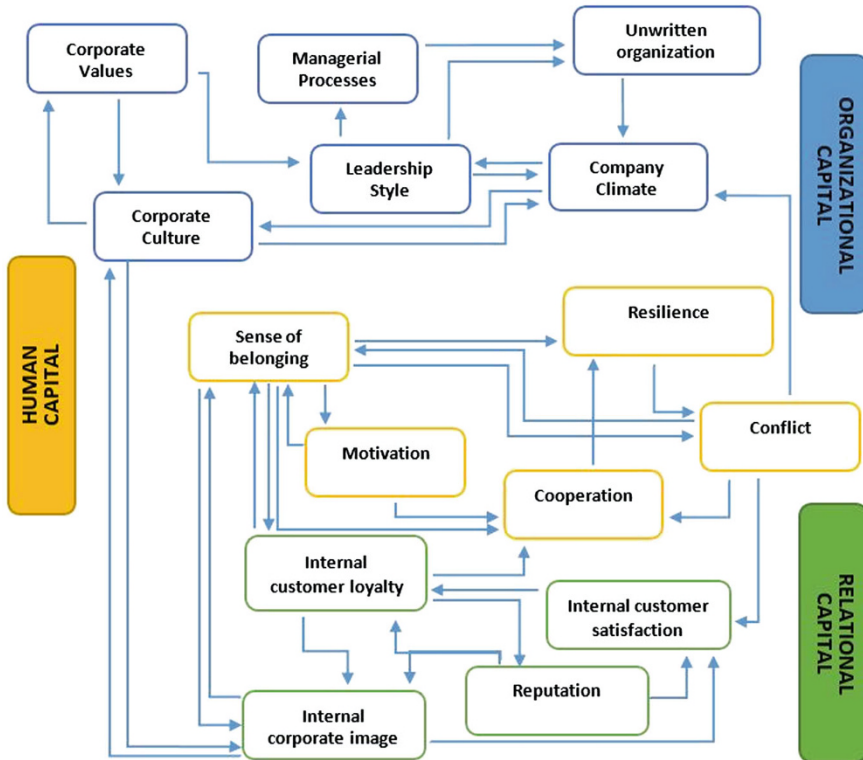 Corporate
Values
Managerial
Processes
Unwritten
organization
Leadership
Style
Company
Climate
Corporate
Culture
ORGANIZATIONAL
CAPITAL
HUMAN
CAPITAL
Sense of
belonging
Resilience
Motivation
Conflict
Cooperation
Internal
customer loyalty
Internal customer
satisfaction
Reputation
Internal
corporate image
RELATIONAL
CAPITAL